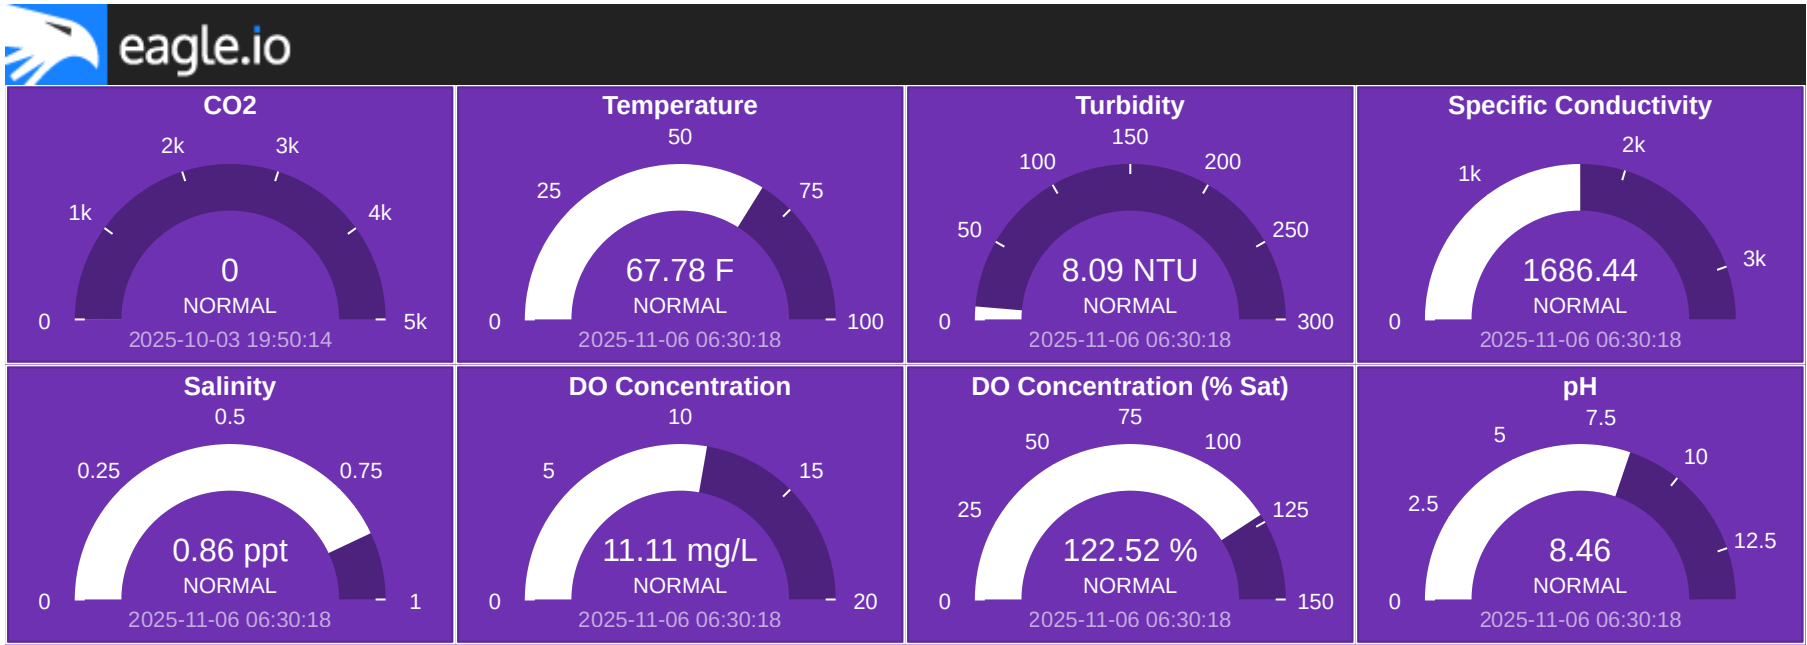 eagle.io
CO2
0
1k
2k
3k
4k
5k
0
NORMAL
2025-10-03 19:50:14
Temperature
0
25
50
75
100
67.78 F
NORMAL
2025-11-06 06:30:18
Turbidity
0
50
100
150
200
250
300
8.09 NTU
NORMAL
2025-11-06 06:30:18
Specific Conductivity
0
1k
2k
3k
1686.44
NORMAL
2025-11-06 06:30:18
Salinity
0
0.25
0.5
0.75
1
0.86 ppt
NORMAL
2025-11-06 06:30:18
DO Concentration
0
5
10
15
20
11.11 mg/L
NORMAL
2025-11-06 06:30:18
DO Concentration (% Sat)
0
25
50
75
100
125
150
122.52 %
NORMAL
2025-11-06 06:30:18
pH
0
2.5
5
7.5
10
12.5
8.46
NORMAL
2025-11-06 06:30:18